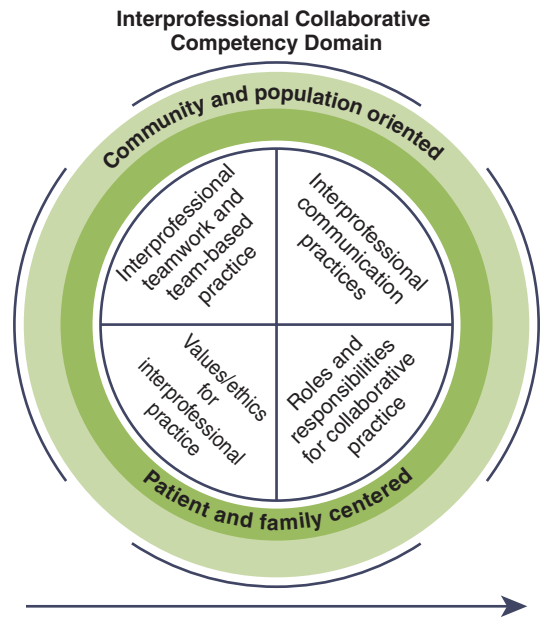 Interprofessional Collaborative
Competency Domain
Community and population oriented
Interprofessional
teamwork and
team-based
practice
Interprofessional
communication
practices
Values/ethics
for
interprofessional
practice
Roles and
responsibilities
for collaborative
practice
Patient and family centered